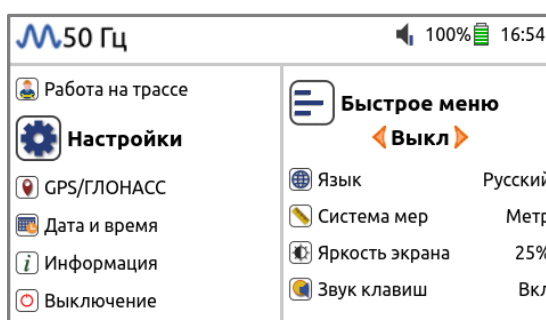 50 Гц 100% 16:54
Работа на трассе
Настройки
GPS/ГЛОНАСС
Дата и время
Информация
Выключение
Быстрое меню
Выкл
Язык Русский
Система мер Метр
Яркость экрана 25%
Звук клавиш Вкл